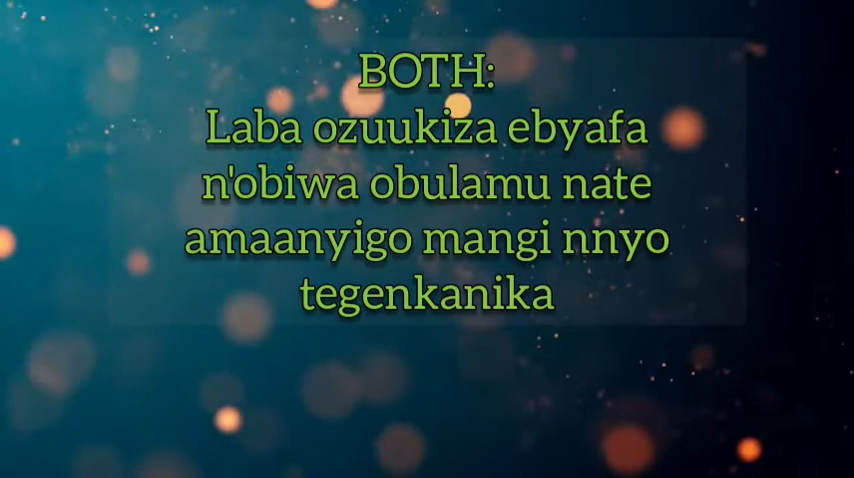 BOTH:
Laba ozuukiza ebyafa
n'obiwa obulamu nate
amaanyigo mangi nnyo
tegenkanika